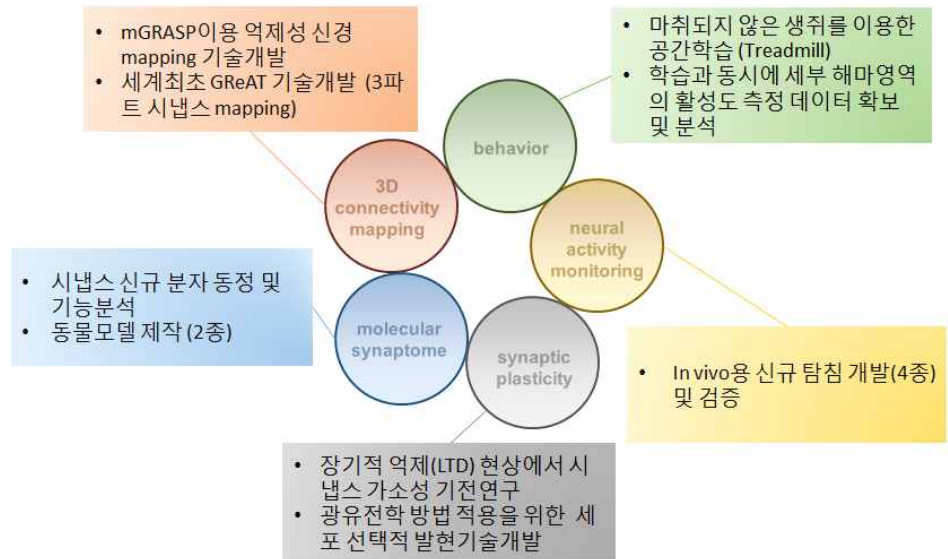 • mGRASP이용 억제성 신경
mapping 기술개발
• 세계최초 GReAT 기술개발 (3파
트 시냅스 mapping)
• 마취되지 않은 생쥐를 이용한
공간학습 (Treadmill)
• 학습과 동시에 세부 해마영역
의 활성도 측정 데이터 확보
및 분석
behavior
3D
connectivity
mapping
neural
activity
monitoring
• 시냅스 신규 분자 동정 및
기능분석
• 동물모델 제작 (2종)
molecular
synaptome
synaptic
plasticity
• In vivo용 신규 탐침 개발(4종)
및 검증
• 장기적 억제(LTD) 현상에서 시
냅스 가소성 기전연구
• 광유전학 방법 적용을 위한 세
포 선택적 발현기술개발